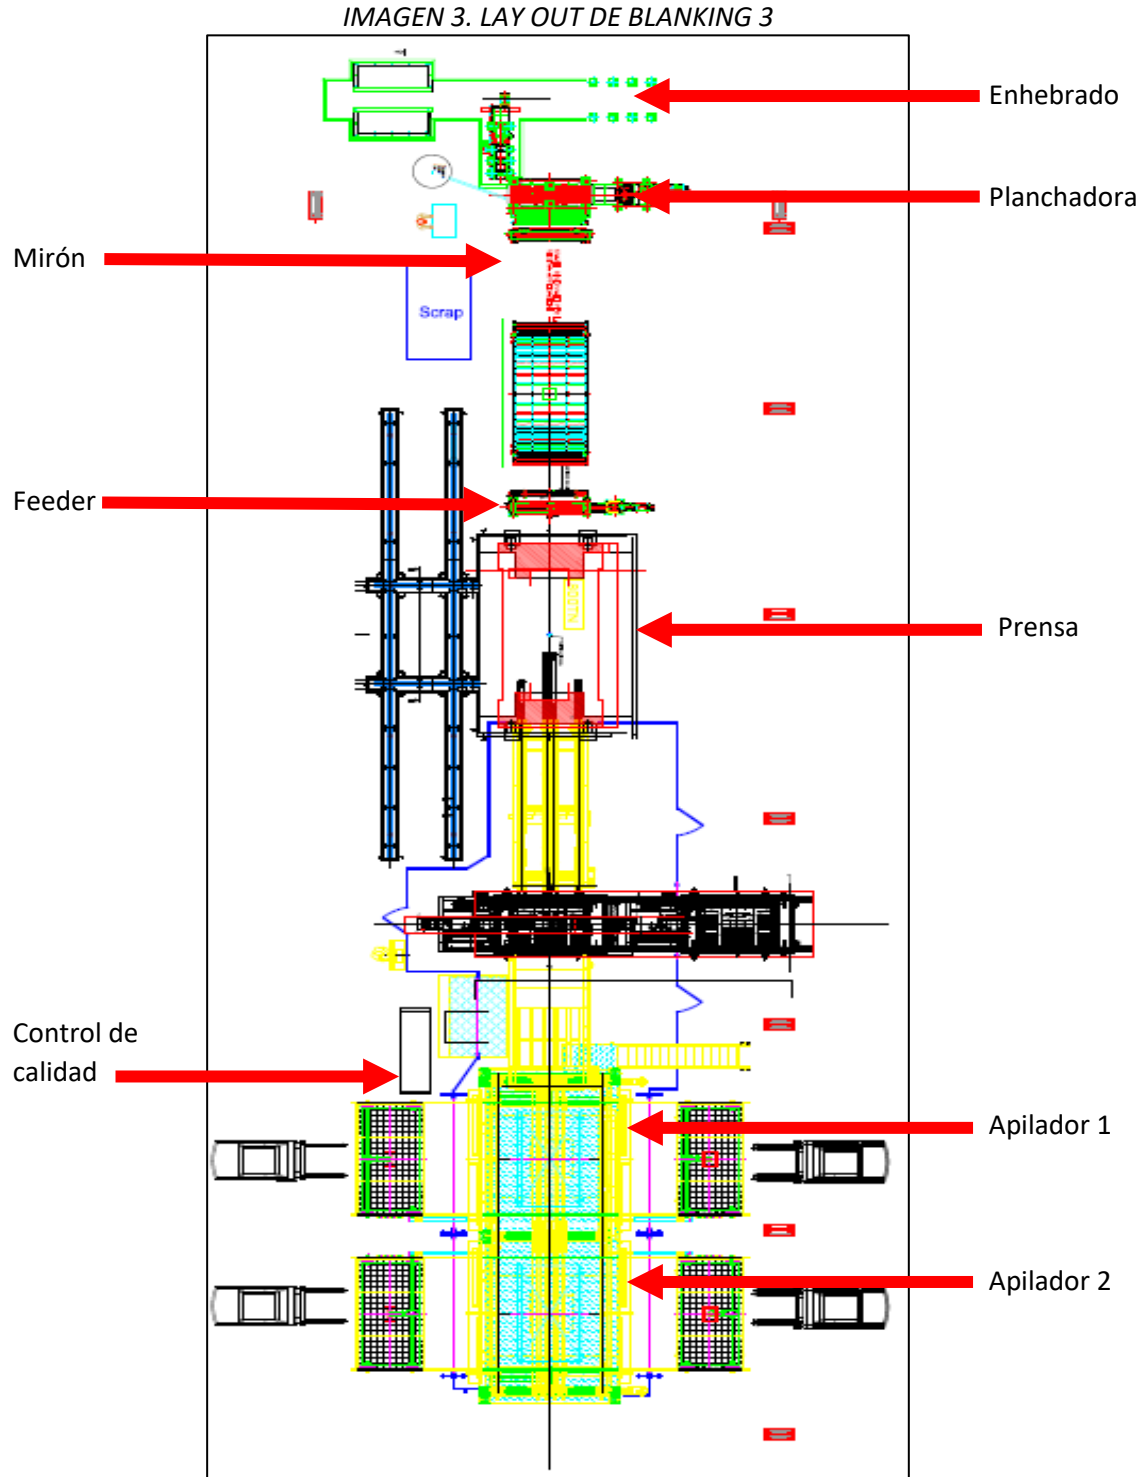 IMAGEN 3. LAY OUT DE BLANKING 3
Enhebrado
Planchadora
Mirón
Scrap
Feeder
Prensa
Control de
calidad
Apilador 1
Apilador 2